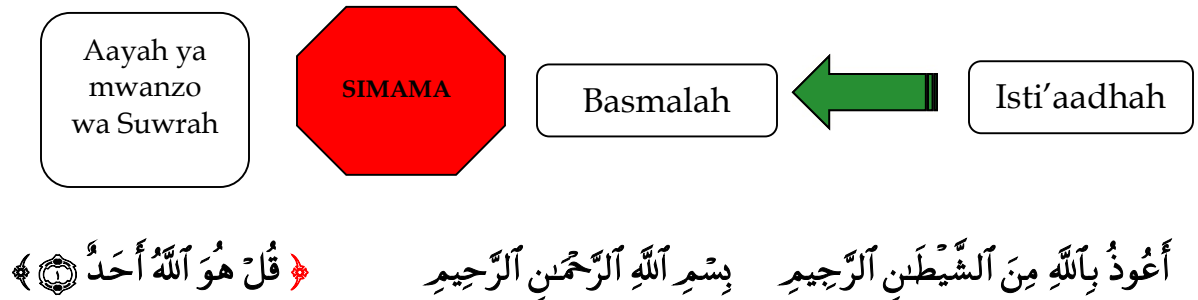 Aayah ya
mwanzo
wa Suwrah
SIMAMA
Basmalah
Isti’aadhah
أَعُوذُ بِٱللَّهِ مِنَ ٱلشَّيْطَٰنِ ٱلرَّجِيمِ بِسْمِ ٱللَّهِ ٱلرَّحْمَٰنِ ٱلرَّحِيمِ ﴿ قُلْ هُوَ ٱللَّهُ أَحَدٌ ١ ﴾